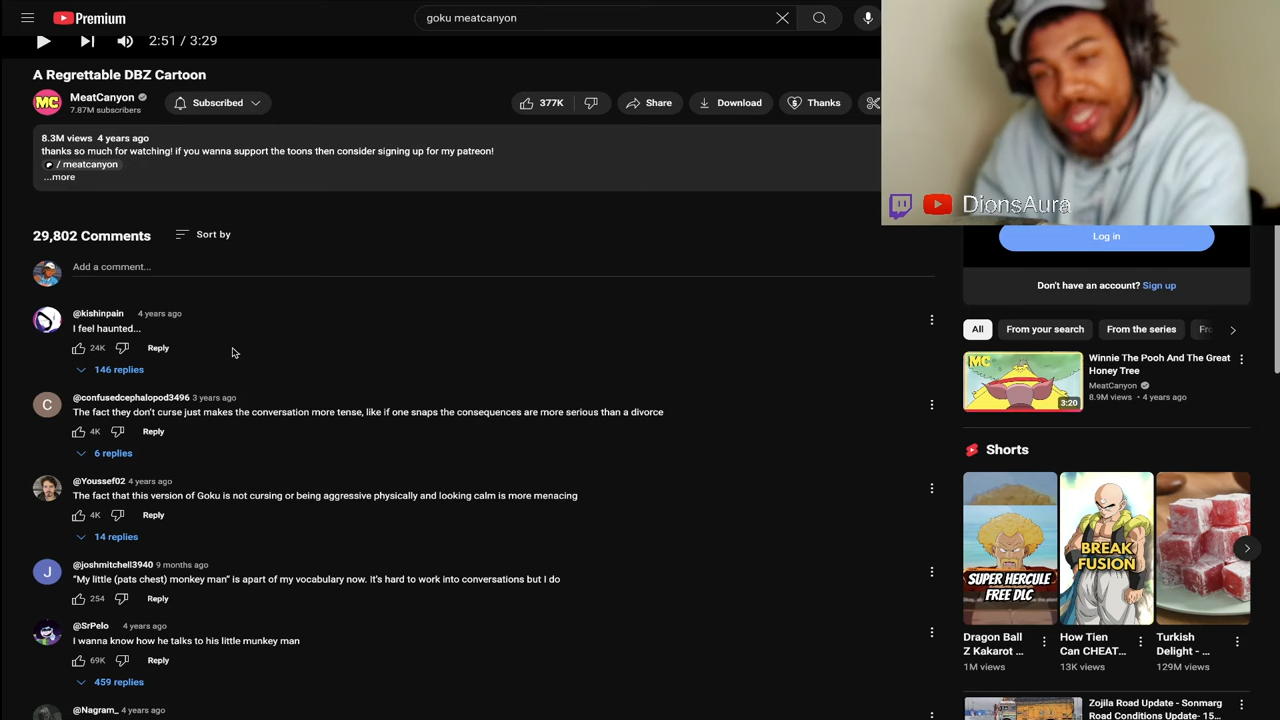 Premium
goku meatcanyon
2:51 / 3:29
A Regrettable DBZ Cartoon
MC
MeatCanyon
7.87M subscribers
Subscribed
377K
Share
Download
Thanks
8.3M views 4 years ago
thanks so much for watching! if you wanna support the toons then consider signing up for my patreon!
/ meatcanyon
...more
DionsAura
29,802 Comments
Sort by
Add a comment...
@kishinpain 4 years ago
I feel haunted...
24K
Reply
146 replies
@confusedcephalopod3496 3 years ago
C
The fact they don't curse just makes the conversation more tense, like if one snaps the consequences are more serious than a divorce
4K
Reply
6 replies
@Youssef02 4 years ago
The fact that this version of Goku is not cursing or being aggressive physically and looking calm is more menacing
4K
Reply
14 replies
@joshmitchell3940 9 months ago
J
“My little (pats chest) monkey man” is apart of my vocabulary now. It's hard to work into conversations but I do
254
Reply
@SrPelo 4 years ago
I wanna know how he talks to his little munkey man
69K
Reply
459 replies
@Nagram_ 4 years ago
Log in
Don't have an account? Sign up
All
From your search
From the series
Fro
MC
3:20
Winnie The Pooh And The Great
Honey Tree
MeatCanyon
8.9M views • 4 years ago
Shorts
SUPER HERCULE
FREE DLC
BREAK
FUSION
Dragon Ball
Z Kakarot ...
1M views
How Tien
Can CHEAT...
13K views
Turkish
Delight - ...
129M views
Zojila Road Update - Sonmarg
Road Conditions Update- 15...